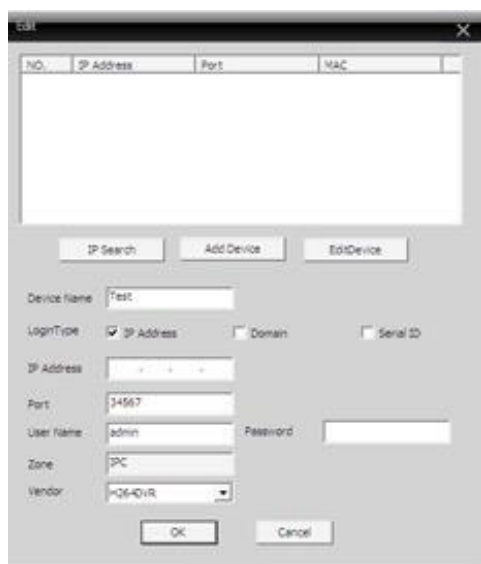 Edit
NO. IP Address Port MAC
IP Search Add Device EditDevice
Device Name Test
LoginType IP Address Domain Serial ID
IP Address
Port 34567
User Name admin Password
Zone IPC
Vendor H264DVR
OK Cancel